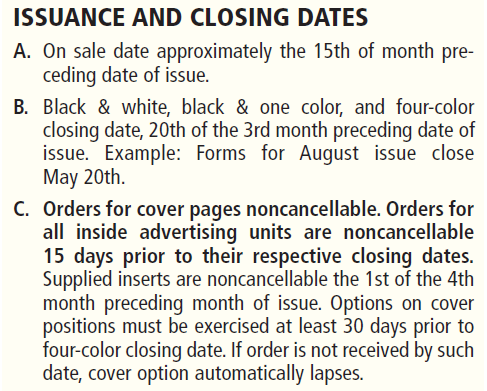 ISSUANCE AND CLOSING DATES
A. On sale date approximately the 15th of month pre-
ceding date of issue.
B. Black & white, black & one color, and four-color
closing date, 20th of the 3rd month preceding date of
issue. Example: Forms for August issue close
May 20th.
C. Orders for cover pages noncancellable. Orders for
all inside advertising units are noncancellable
15 days prior to their respective closing dates.
Supplied inserts are noncancellable the 1st of the 4th
month preceding month of issue. Options on cover
positions must be exercised at least 30 days prior to
four-color closing date. If order is not received by such
date, cover option automatically lapses.